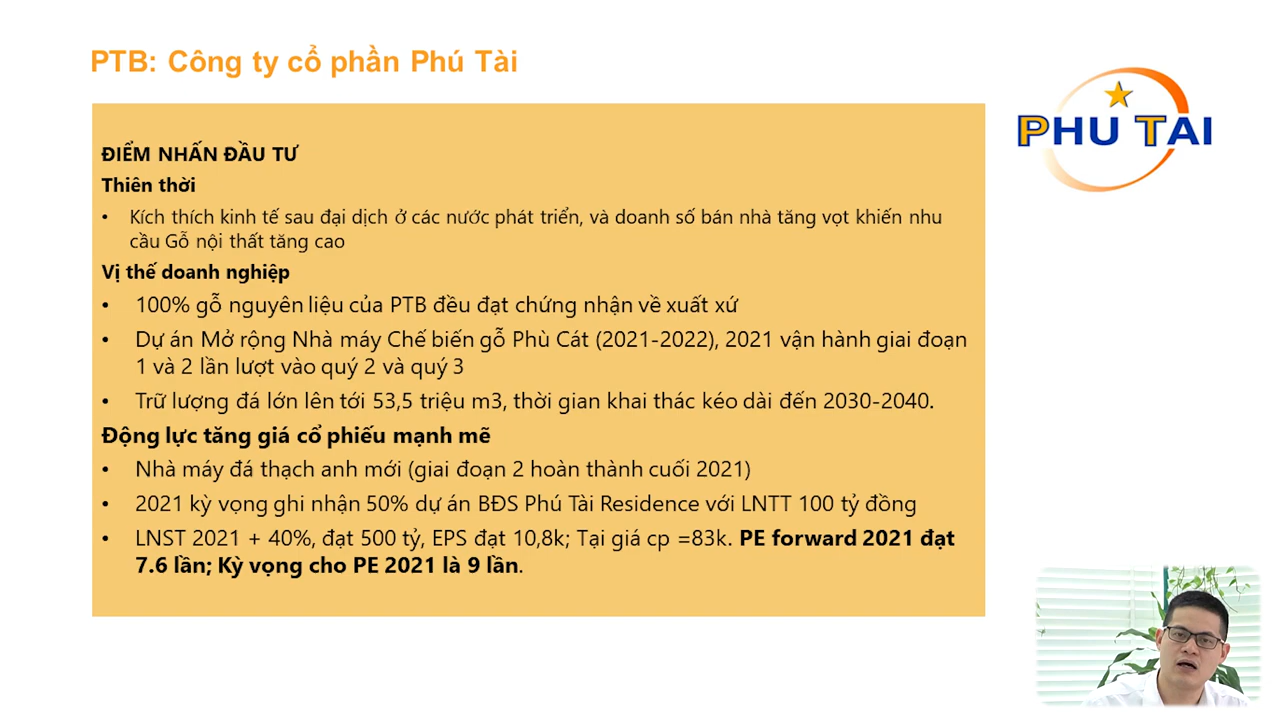 PTB: Công ty cổ phần Phú Tài
PHU TAI
ĐIỂM NHẤN ĐẦU TƯ
Thiên thời
• Kích thích kinh tế sau đại dịch ở các nước phát triển, và doanh số bán nhà tăng vọt khiến nhu
cầu Gỗ nội thất tăng cao
Vị thế doanh nghiệp
• 100% gỗ nguyên liệu của PTB đều đạt chứng nhận về xuất xứ
• Dự án Mở rộng Nhà máy Chế biến gỗ Phù Cát (2021-2022), 2021 vận hành giai đoạn
1 và 2 lần lượt vào quý 2 và quý 3
• Trữ lượng đá lớn lên tới 53,5 triệu m3, thời gian khai thác kéo dài đến 2030-2040.
Động lực tăng giá cổ phiếu mạnh mẽ
• Nhà máy đá thạch anh mới (giai đoạn 2 hoàn thành cuối 2021)
• 2021 kỳ vọng ghi nhận 50% dự án BĐS Phú Tài Residence với LNTT 100 tỷ đồng
• LNST 2021 + 40%, đạt 500 tỷ, EPS đạt 10,8k; Tại giá cp =83k. PE forward 2021 đạt
7.6 lần; Kỳ vọng cho PE 2021 là 9 lần.